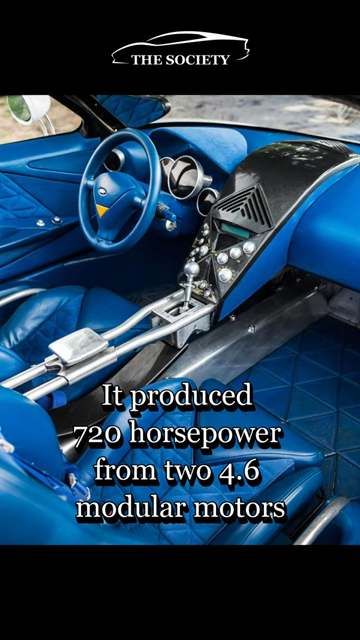 THE SOCIETY
It produced
720 horsepower
from two 4.6
modular motors